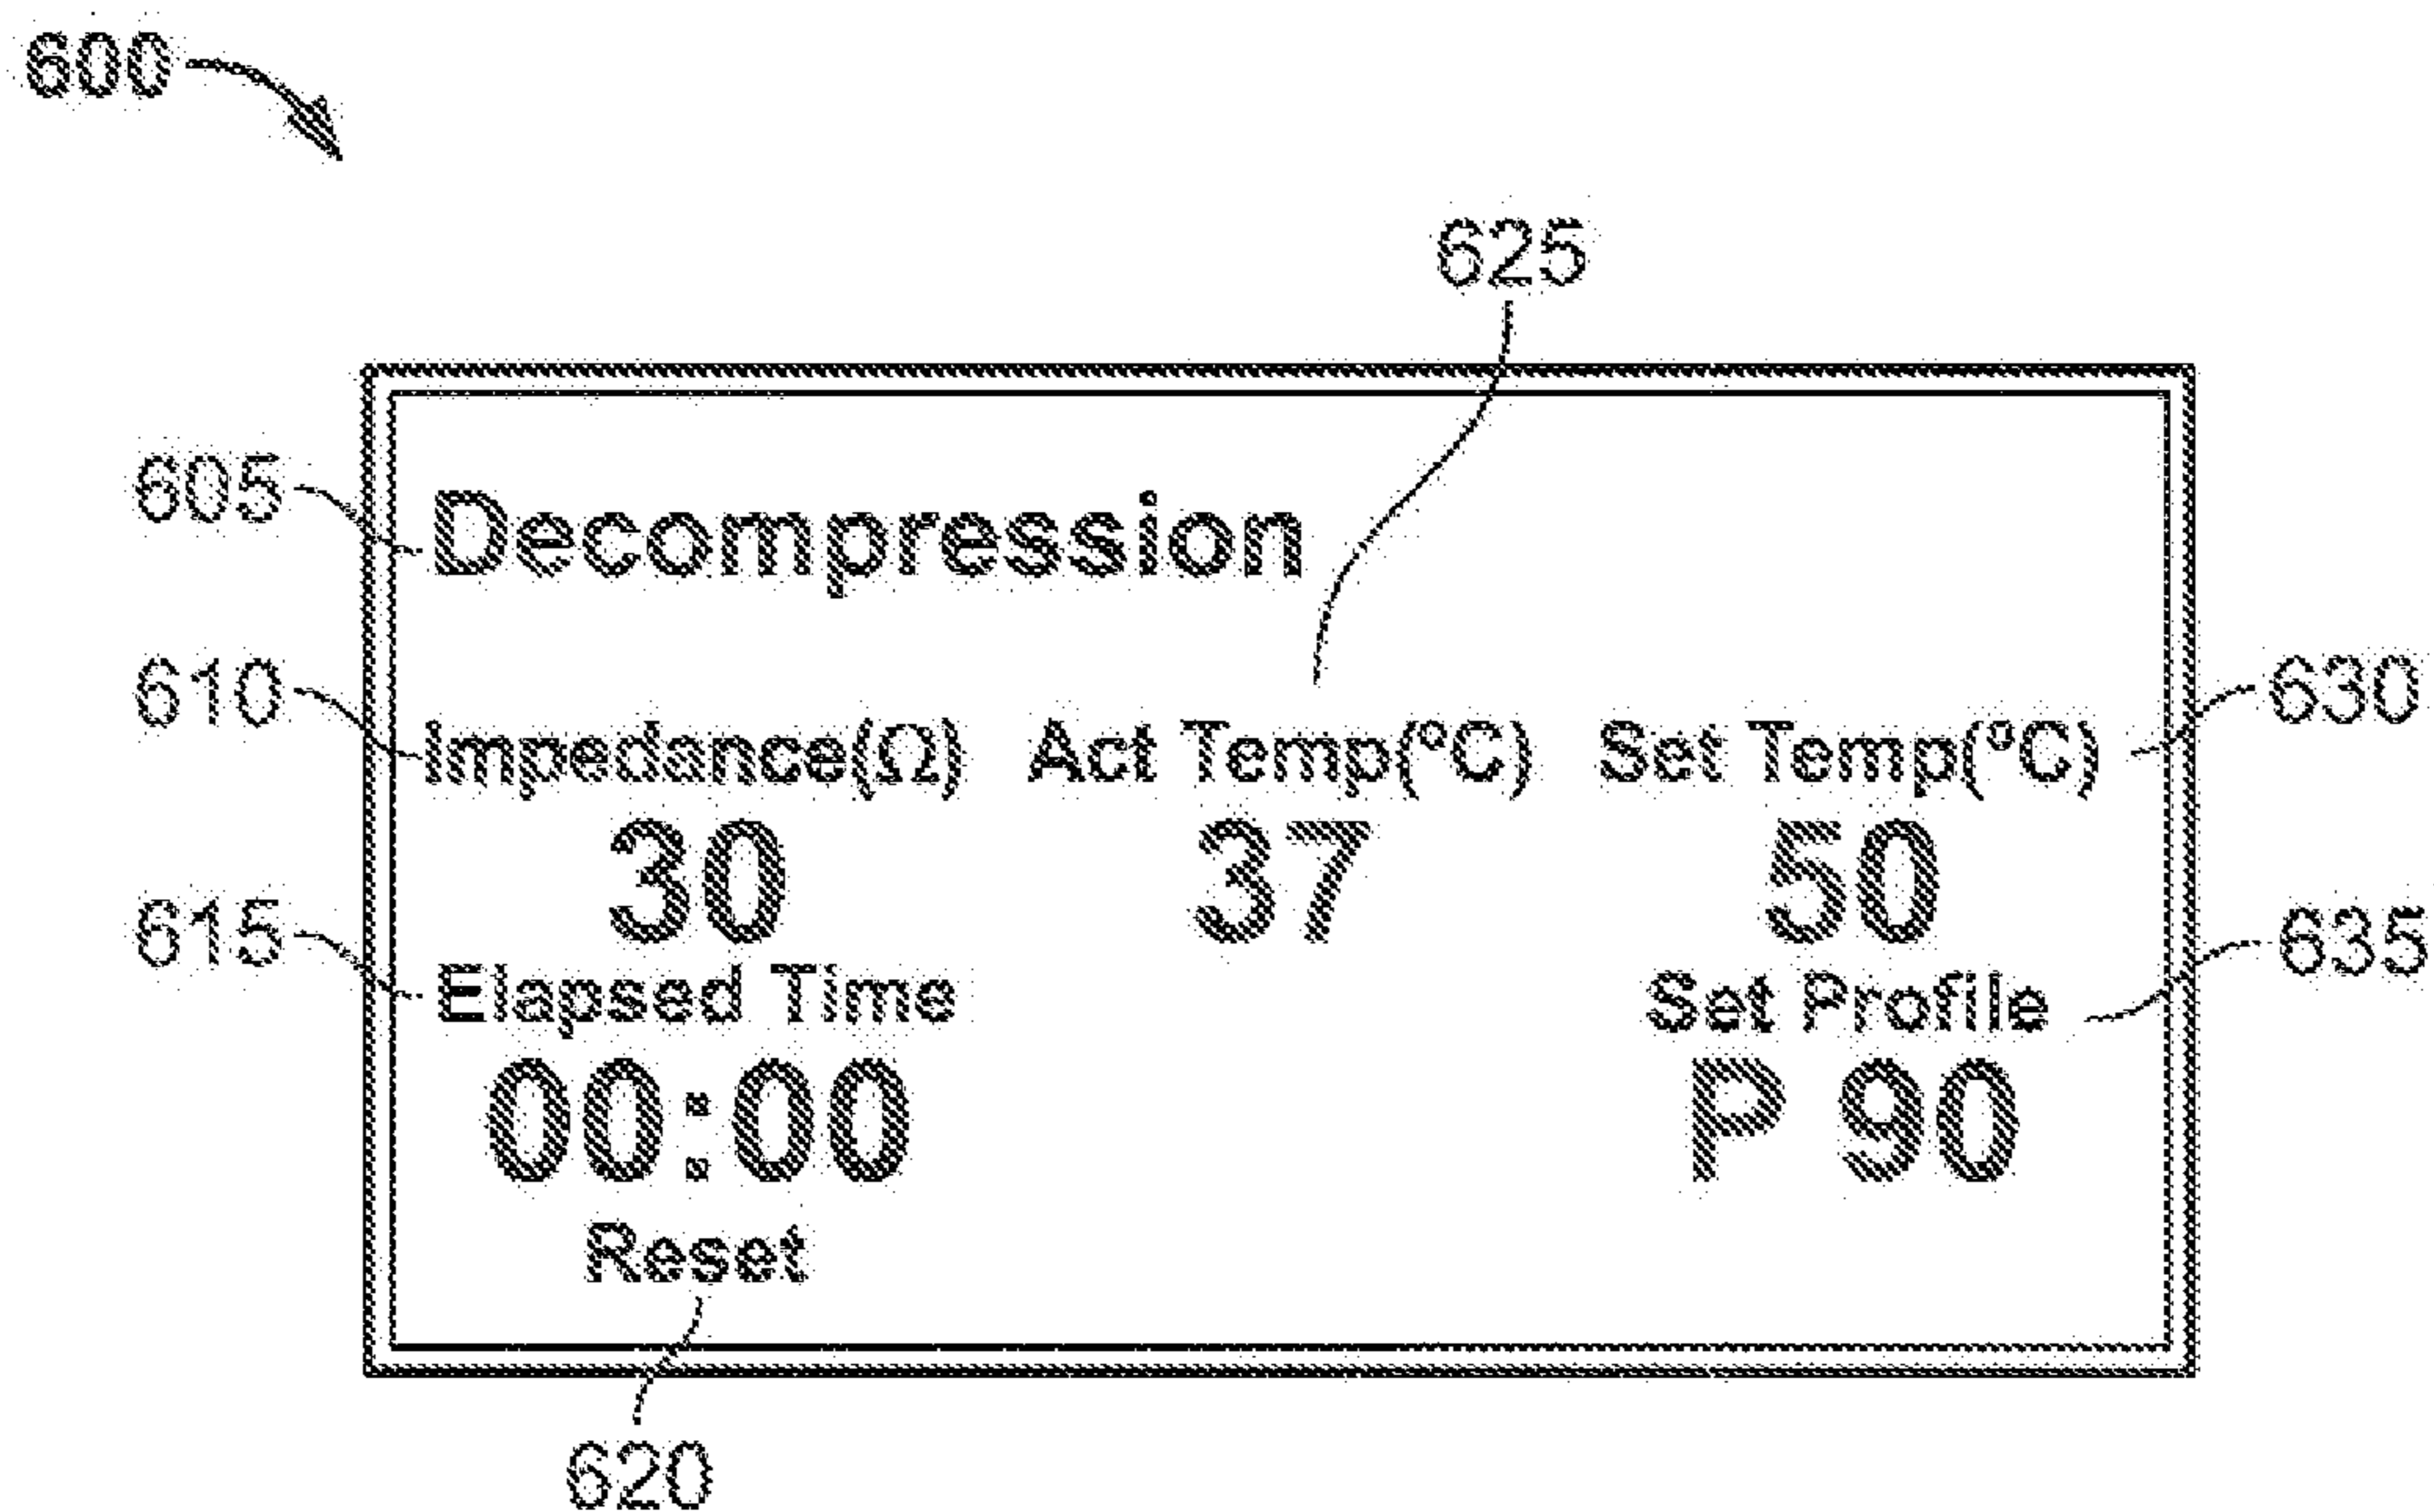 600
625
605
Decompression
610
630
Impedance(Ω) Act Temp(°C) Set Temp(°C)
30 37 50
615
635
Elapsed Time Set Profile
00:00 P 90
Reset
620